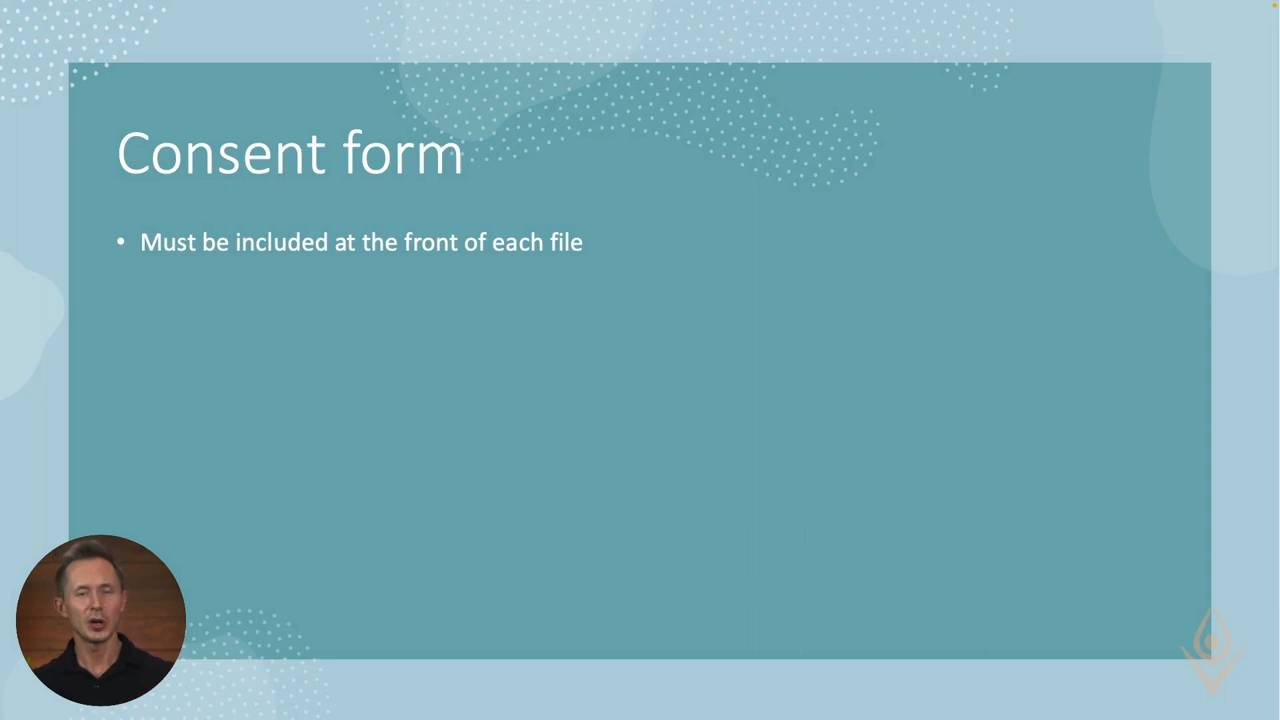 Consent form
• Must be included at the front of each file